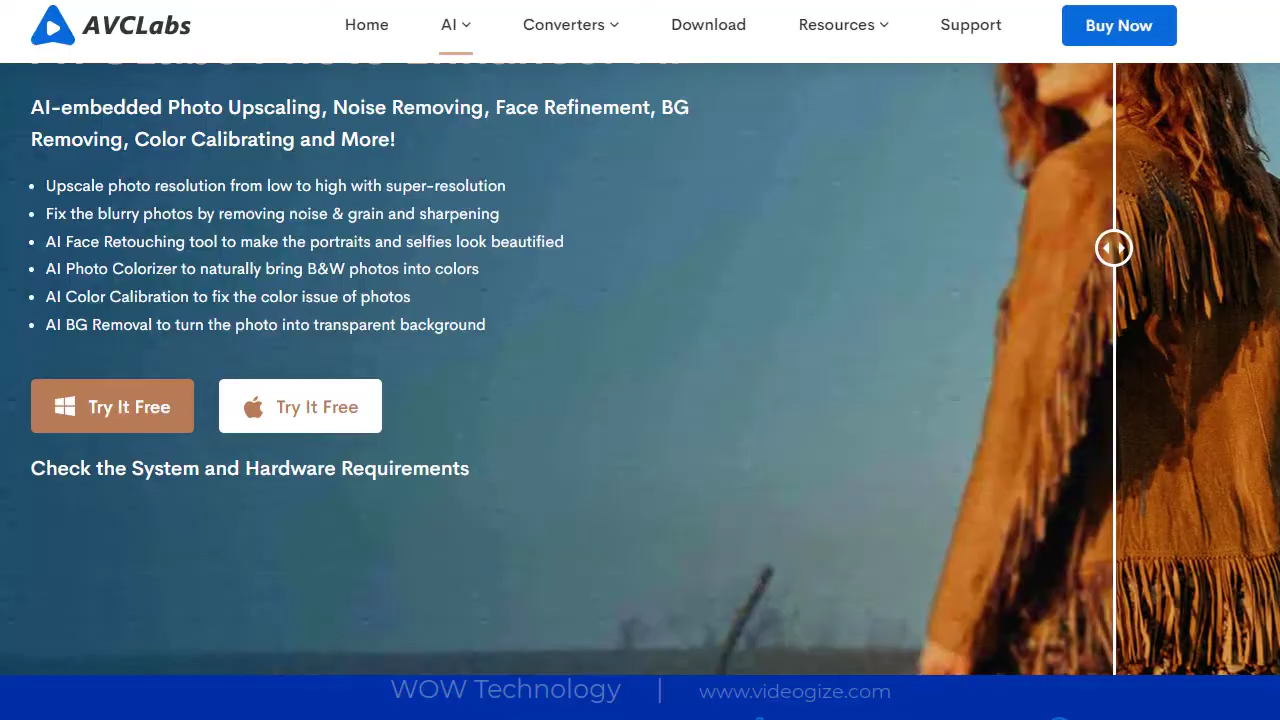 AVCLabs
Home
AI
Converters
Download
Resources
Support
Buy Now
AI-embedded Photo Upscaling, Noise Removing, Face Refinement, BG
Removing, Color Calibrating and More!
Upscale photo resolution from low to high with super-resolution
Fix the blurry photos by removing noise & grain and sharpening
AI Face Retouching tool to make the portraits and selfies look beautified
AI Photo Colorizer to naturally bring B&W photos into colors
AI Color Calibration to fix the color issue of photos
AI BG Removal to turn the photo into transparent background
Try It Free
Try It Free
Check the System and Hardware Requirements
WOW Technology | www.videogize.com